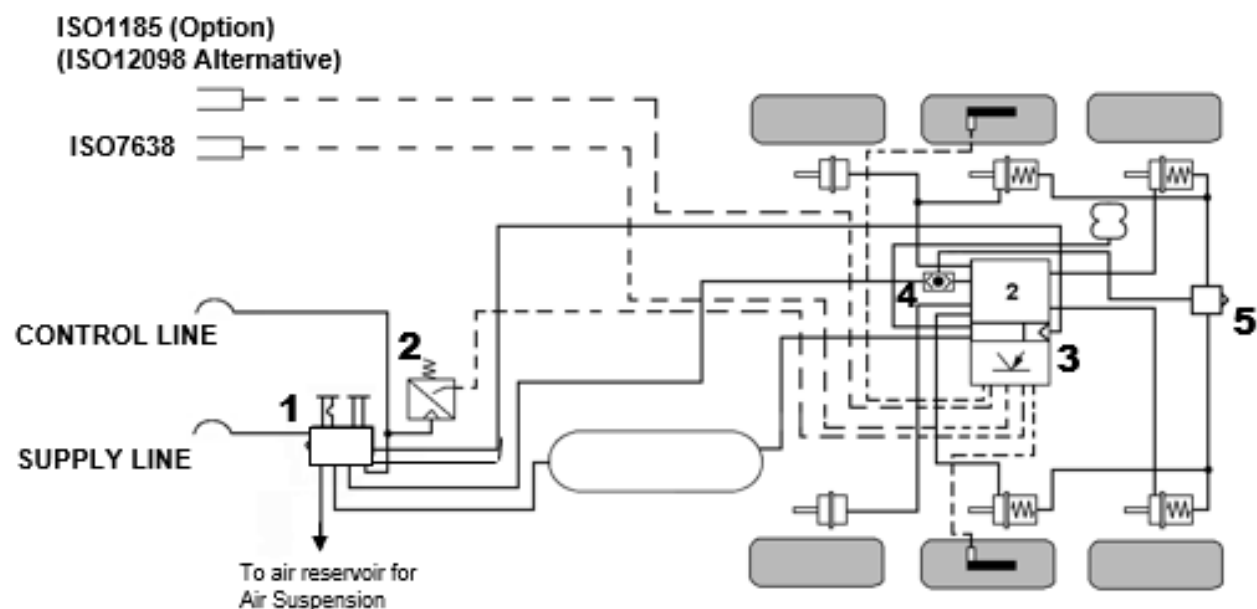 ISO1185 (Option)
(ISO12098 Alternative)
ISO7638
CONTROL LINE
SUPPLY LINE
1
2
To air reservoir for
Air Suspension
4
2
3
5